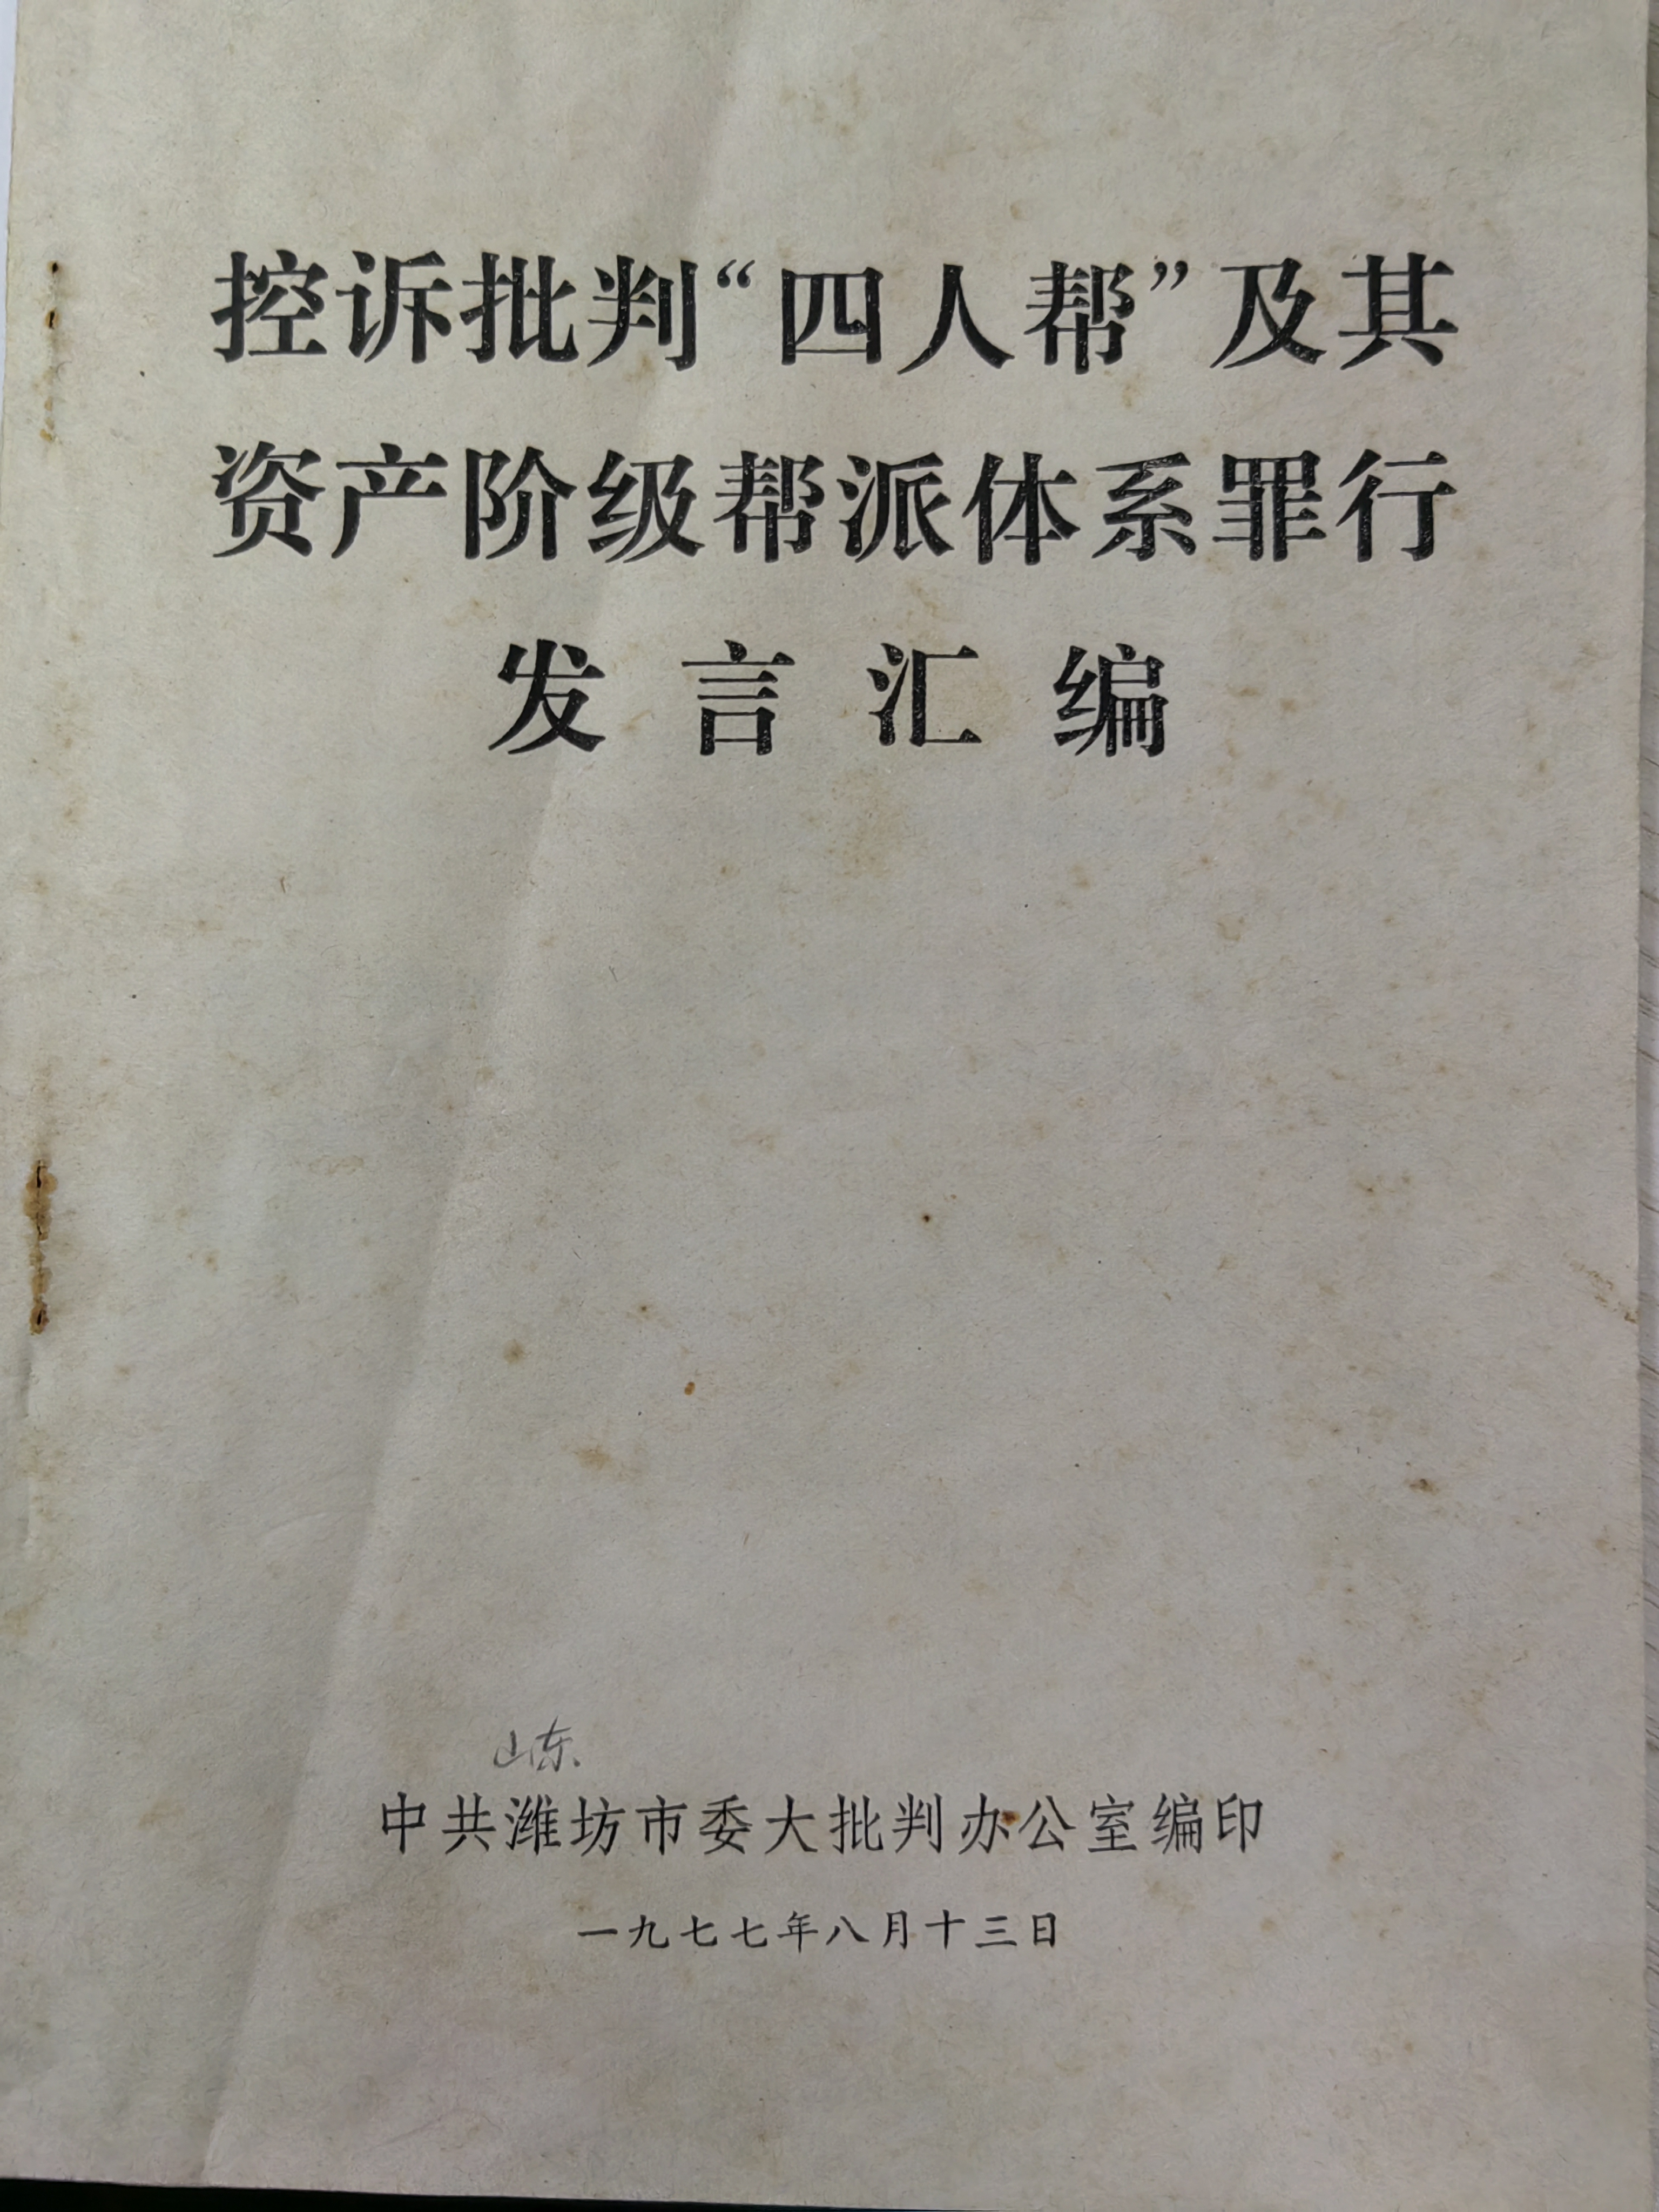 控诉批判“四人帮”及其
资产阶级帮派体系罪行
发言汇编
山东
中共潍坊市委大批判办公室编印
一九七七年八月十三日